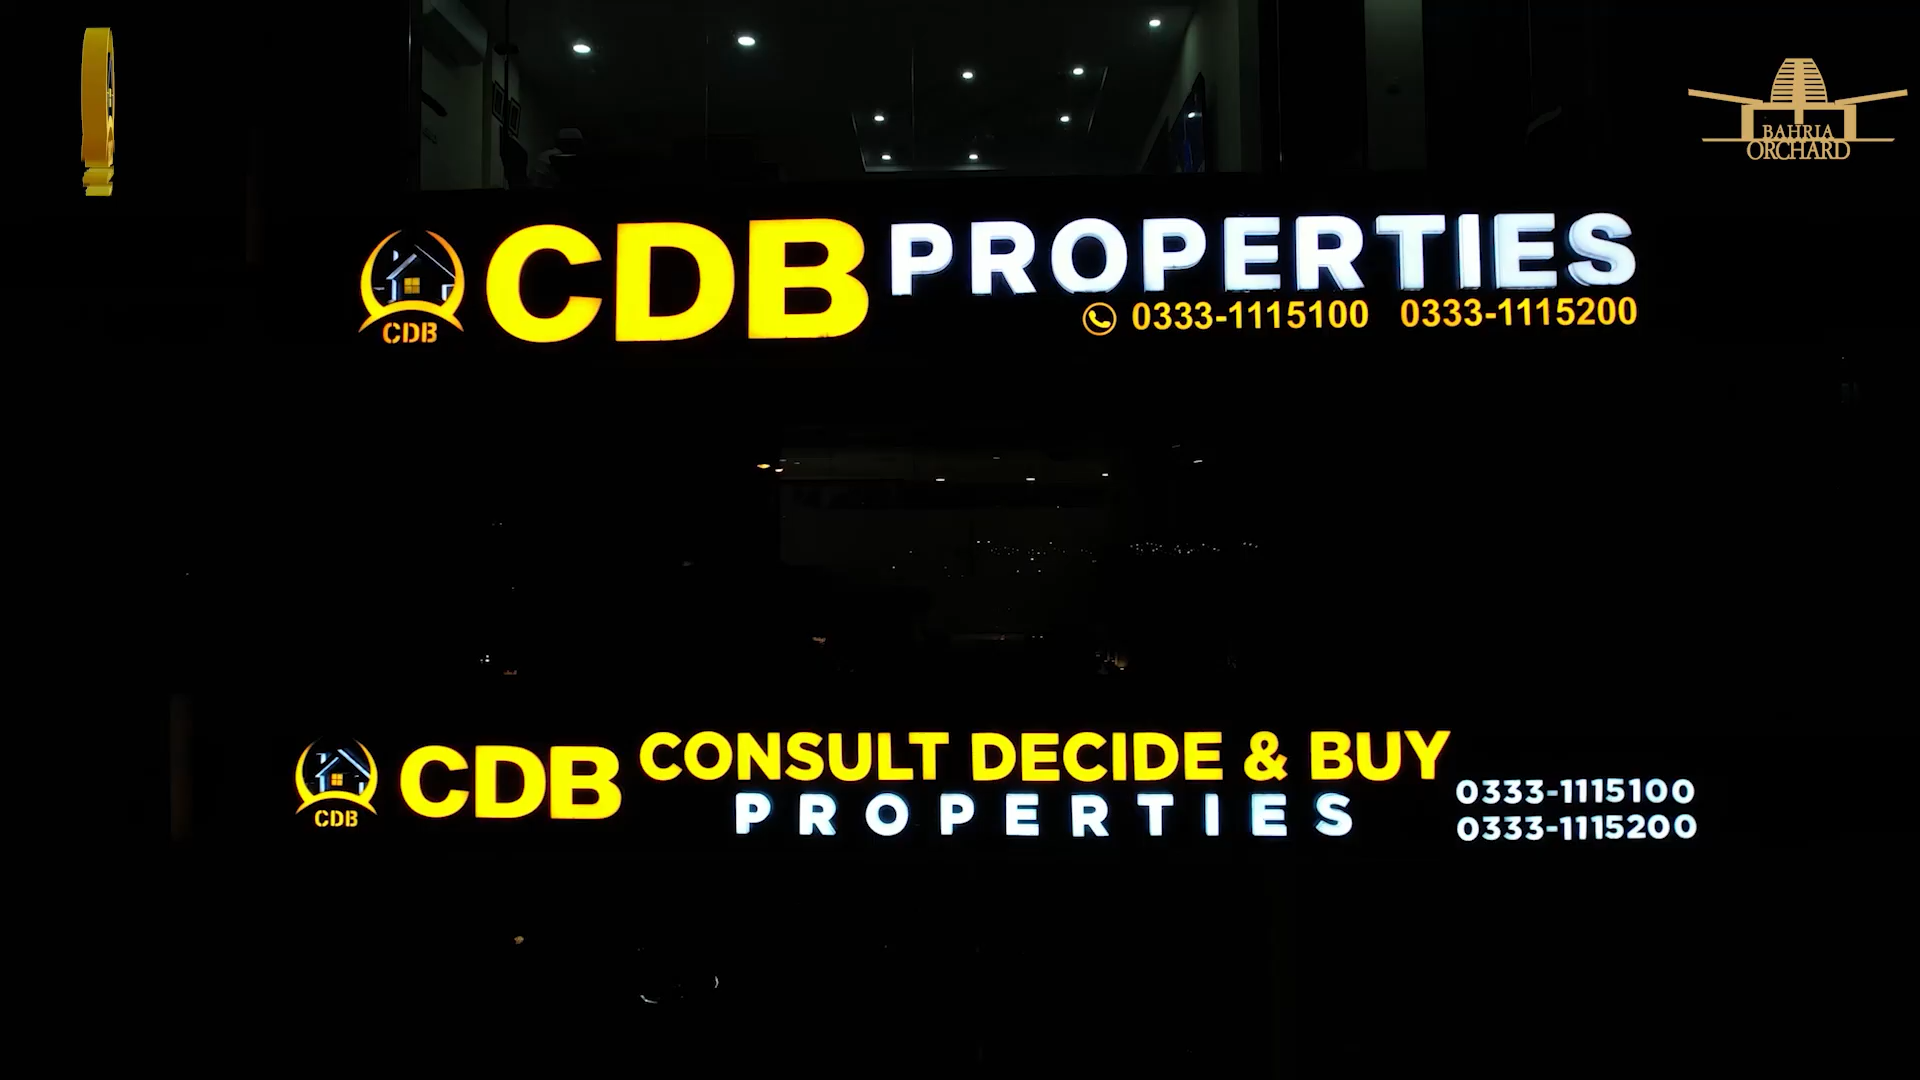 BAHRIA
ORCHARD
CDB PROPERTIES
0333-1115100 0333-1115200
CDB
CDB CONSULT DECIDE & BUY
PROPERTIES
0333-1115100
0333-1115200
CDB